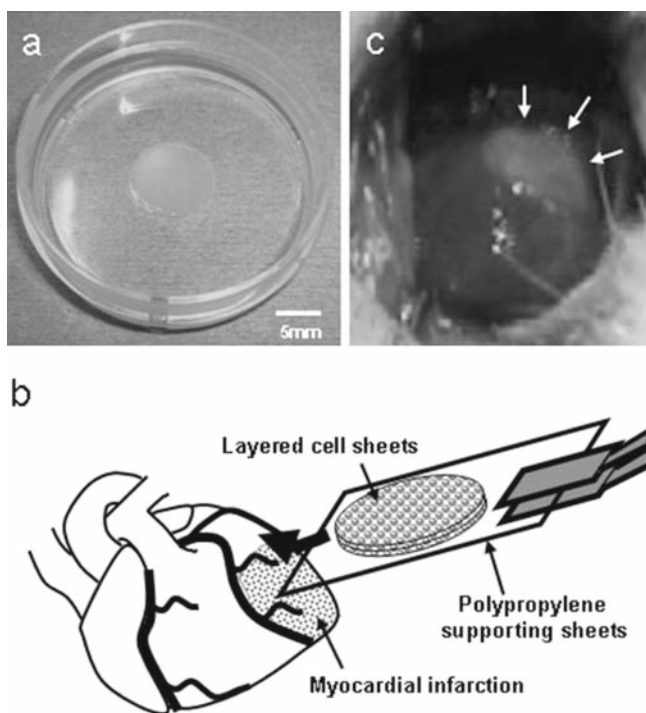 a
5mm
c
b
Layered cell sheets
Polypropylene
supporting sheets
Myocardial infarction